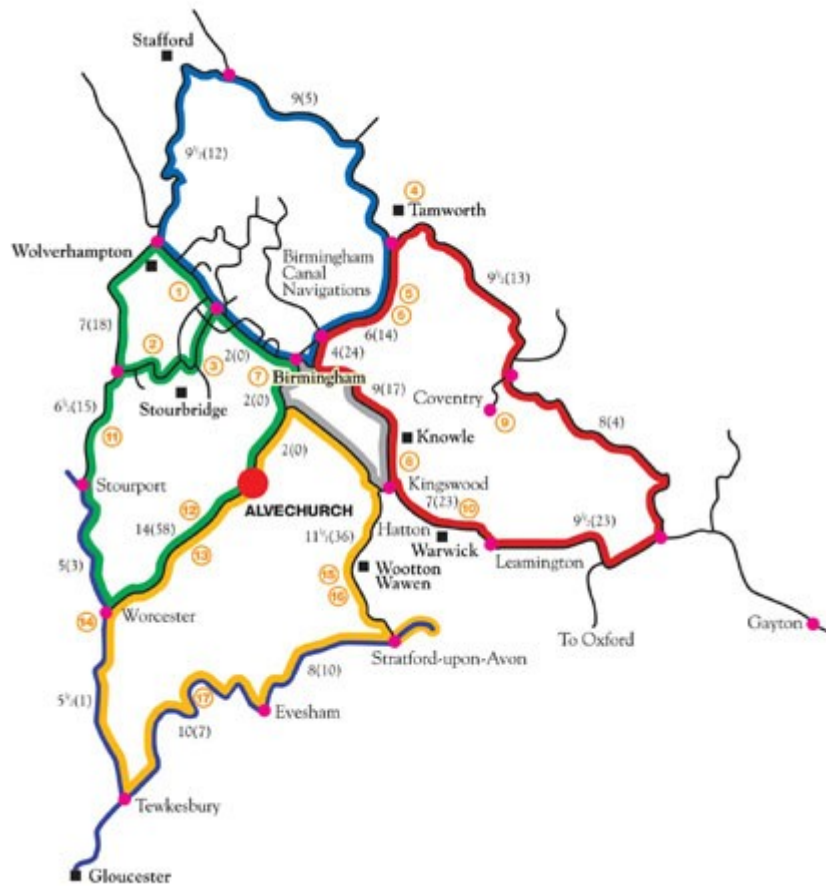 Stafford
9(5)
9½(12)
4
Tamworth
Wolverhampton
Birmingham
Canal
Navigations
9½(13)
1
5
6
7(18)
2
6(14)
3
2(0)
4(24)
7
Birmingham
9(17)
Stourbridge
2(0)
Coventry
9
8(4)
6½(15)
11
2(0)
Knowle
8
Stourport
Kingswood
12
ALVECHURCH
7(23)
10
14(58)
13
11½(36)
Hatton
9½(23)
Warwick
Leamington
5(3)
15
Wootton
Wawen
16
14
Worcester
To Oxford
Gayton
Stratford-upon-Avon
8(10)
17
5½(1)
Evesham
10(7)
Tewkesbury
Gloucester